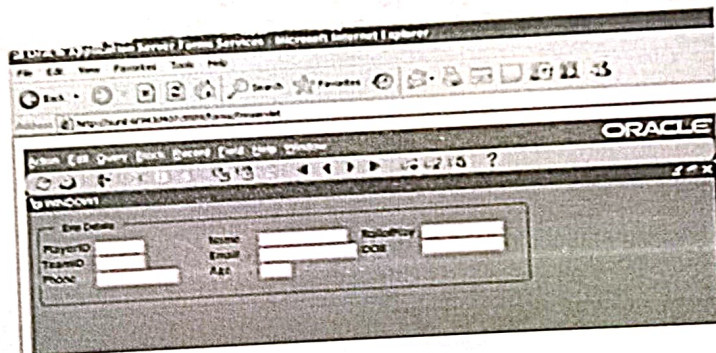 Oracle Application Server Forms Services - Microsoft Internet Explorer
File Edit View Favorites Tools Help
Back Search Favorites
Address
ORACLE
Action Edit Query Block Record Field Help Window
?
WINDOW1
PlayerID Name
TeamID Email DOB
Phone Age